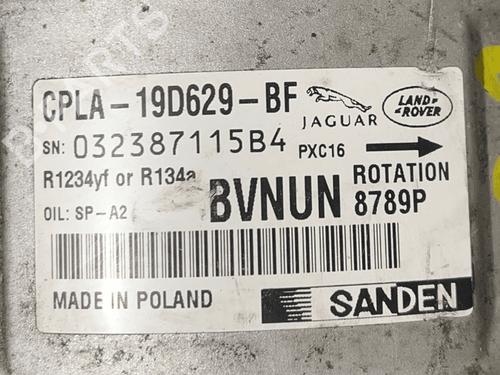 CPLA-19D629-BF
JAGUAR
LAND ROVER
SN: 032387115B4
PXC16
R1234yf or R134a
ROTATION
OIL: SP-A2
BVNUN
8789P
MADE IN POLAND
SANDEN